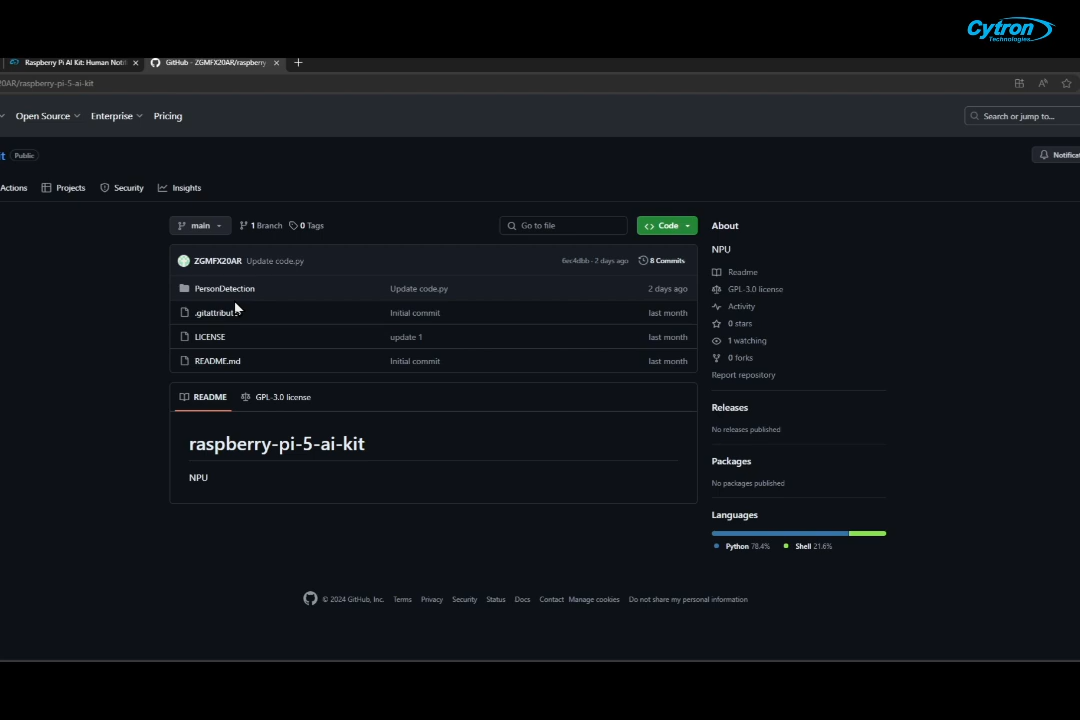 Cytron
Technologies
Raspberry Pi AI Kit: Human Noti
GitHub - ZGMFX20AR/raspberry
20AR/raspberry-pi-5-ai-kit
Open Source
Enterprise
Pricing
Search or jump to...
it
Public
Notificat
Actions
Projects
Security
Insights
main
1 Branch
0 Tags
Go to file
Code
ZGMFX20AR Update code.py
6ec4dbb · 2 days ago
8 Commits
PersonDetection Update code.py 2 days ago
.gitattributes Initial commit last month
LICENSE update 1 last month
README.md Initial commit last month
README
GPL-3.0 license
raspberry-pi-5-ai-kit
NPU
About
NPU
Readme
GPL-3.0 license
Activity
0 stars
1 watching
0 forks
Report repository
Releases
No releases published
Packages
No packages published
Languages
Python 78.4%
Shell 21.6%
© 2024 GitHub, Inc. Terms Privacy Security Status Docs Contact Manage cookies Do not share my personal information